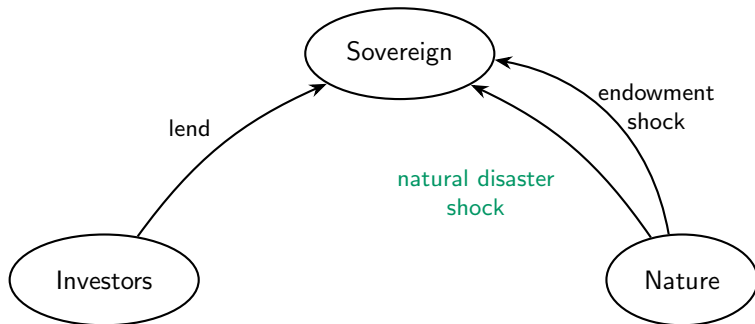 Sovereign
endowment
shock
lend
natural disaster
shock
Investors
Nature